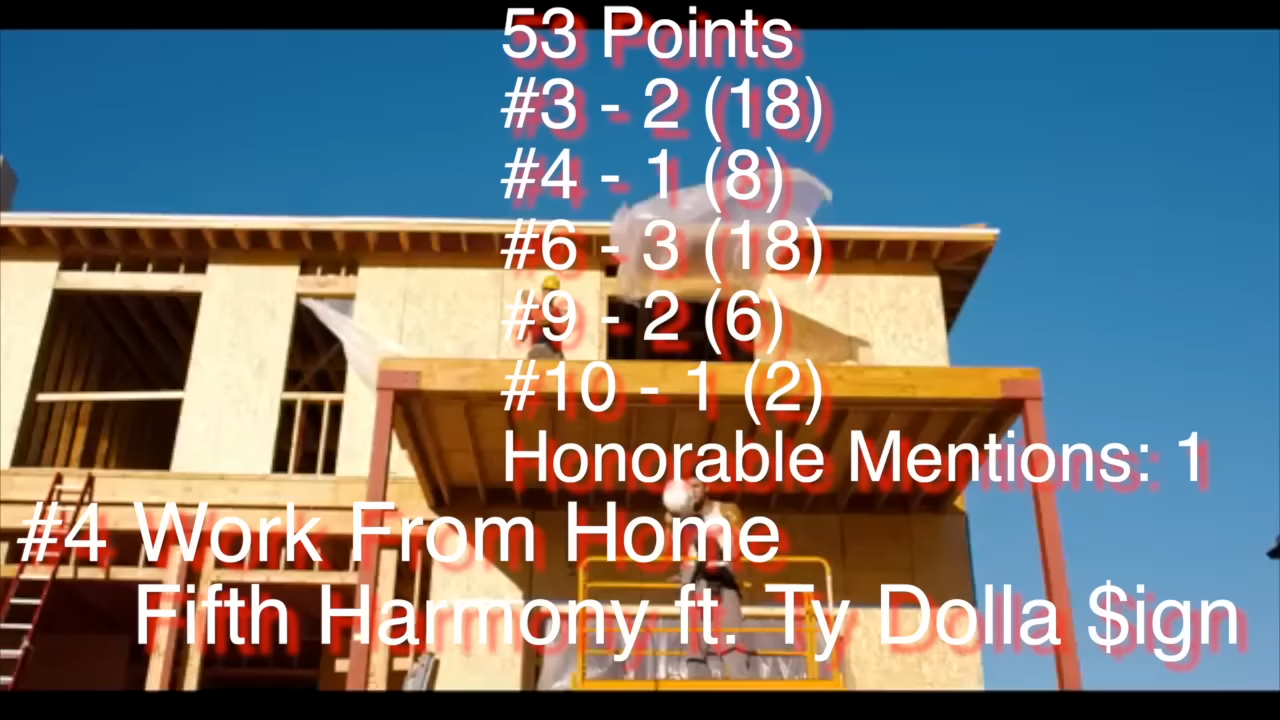 53 Points
#3 - 2 (18)
#4 - 1 (8)
#6 - 3 (18)
#9 - 2 (6)
#10 - 1 (2)
Honorable Mentions: 1
#4 Work From Home
Fifth Harmony ft. Ty Dolla $ign